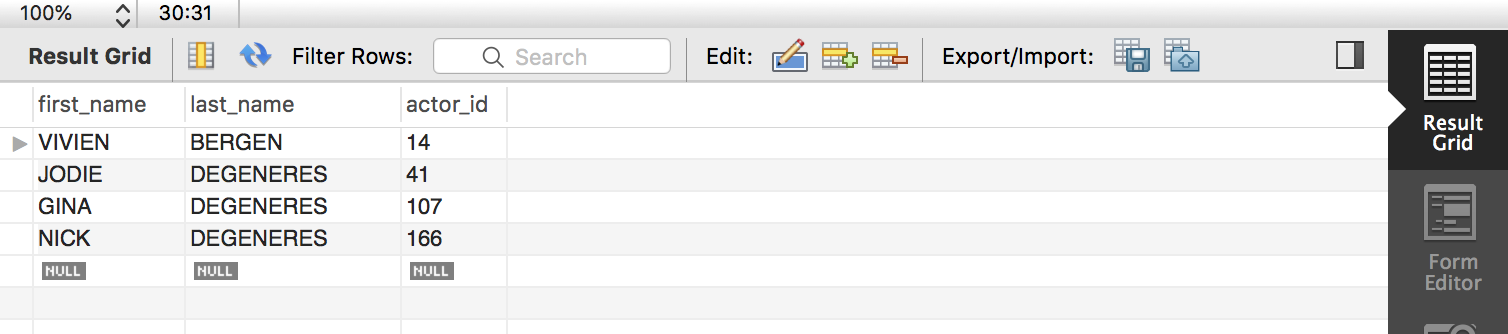 100% 30:31
Result Grid Filter Rows: Search Edit: Export/Import:
first_name last_name actor_id
VIVIEN BERGEN 14
JODIE DEGENERES 41
GINA DEGENERES 107
NICK DEGENERES 166
NULL NULL NULL
Result
Grid
Form
Editor